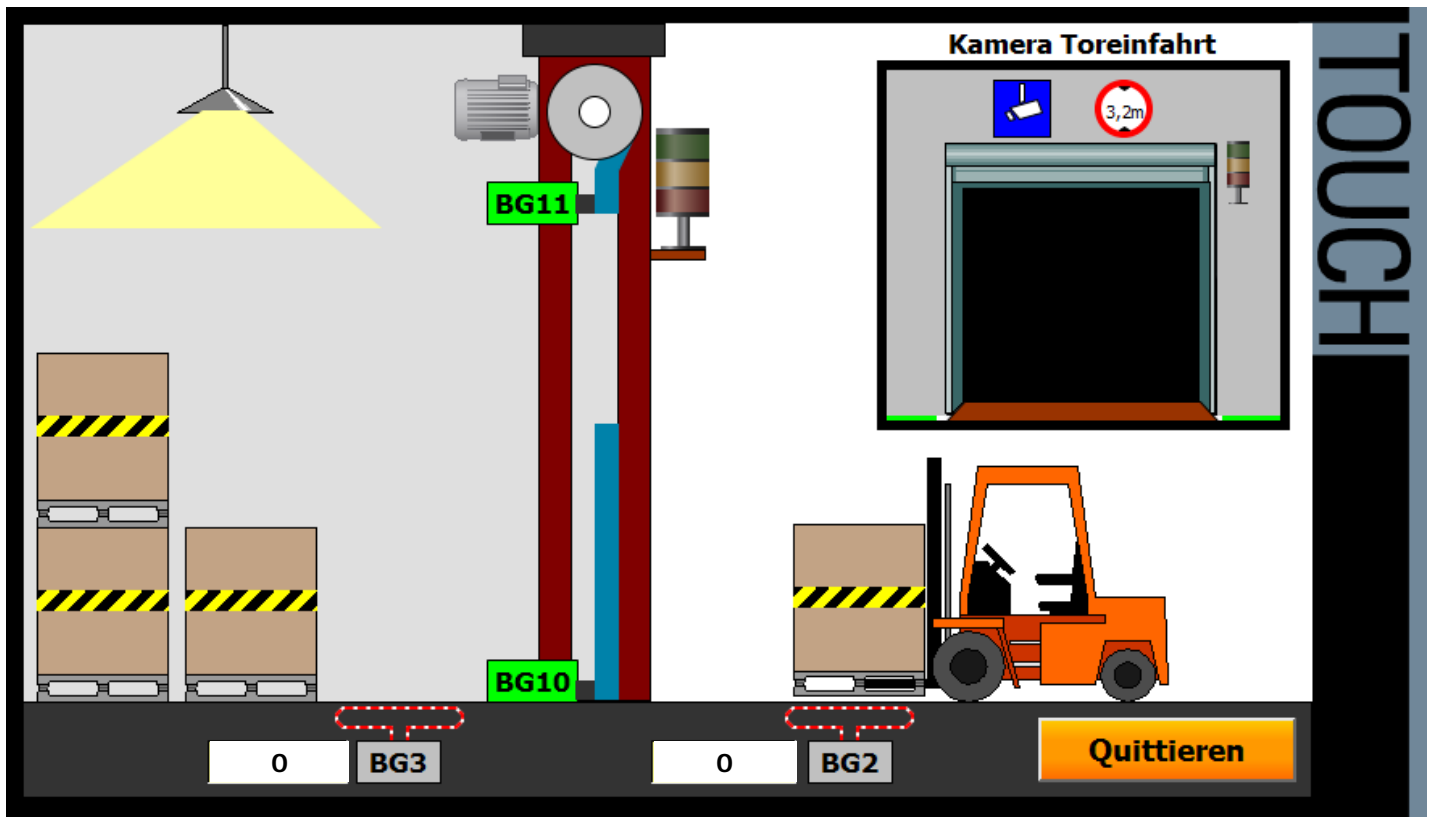 Kamera Toreinfahrt
TOUCH
3,2m
BG11
BG10
0
BG3
0
BG2
Quittieren